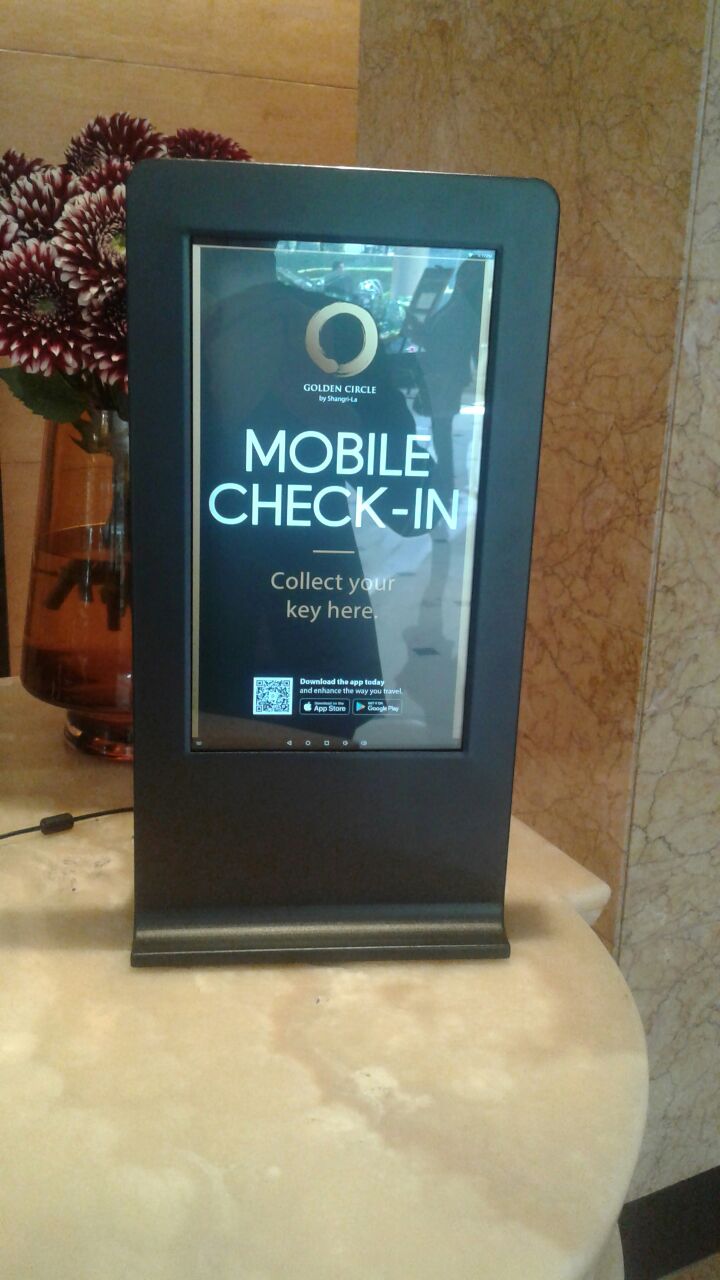 GOLDEN CIRCLE
by Shangri-La
MOBILE
CHECK-IN
Collect your
key here.
Download the app today
and enhance the way you travel.
Download on the
App Store
GET IT ON
Google Play